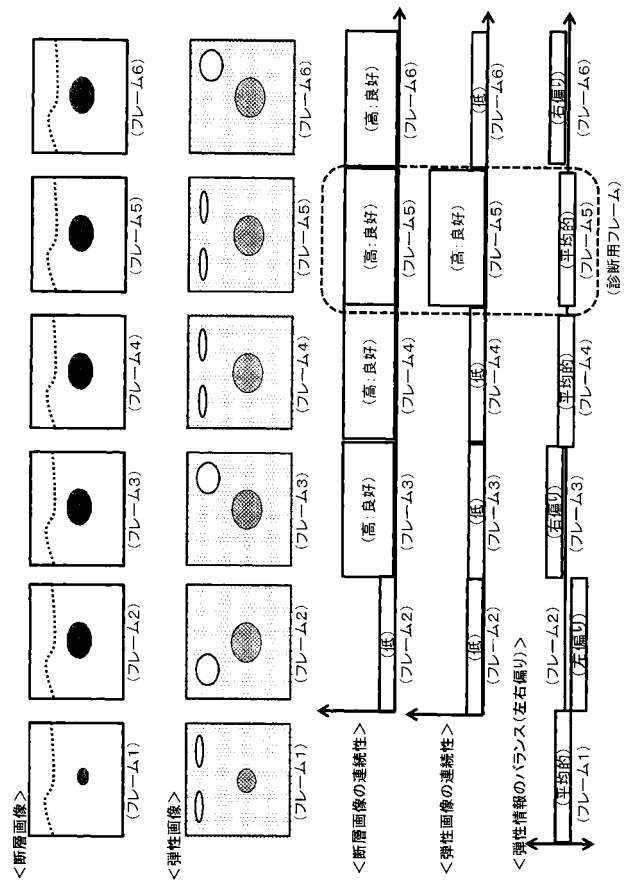 <断層画像>
(フレーム1)
(フレーム2)
(フレーム3)
(フレーム4)
(フレーム5)
(フレーム6)
<弾性画像>
(フレーム1)
(フレーム2)
(フレーム3)
(フレーム4)
(フレーム5)
(フレーム6)
<断層画像の連続性>
(低)
(高:良好)
(高:良好)
(高:良好)
(高:良好)
(フレーム2)
(フレーム3)
(フレーム4)
(フレーム5)
(フレーム6)
<弾性画像の連続性>
(低)
(低)
(低)
(高:良好)
(低)
(フレーム2)
(フレーム3)
(フレーム4)
(フレーム5)
(フレーム6)
<弾性情報のバランス(左右偏り)>
(平均的)
(左偏り)
(右偏り)
(平均的)
(平均的)
(右偏り)
(フレーム1)
(フレーム2)
(フレーム3)
(フレーム4)
(フレーム5)
(フレーム6)
(診断用フレーム)